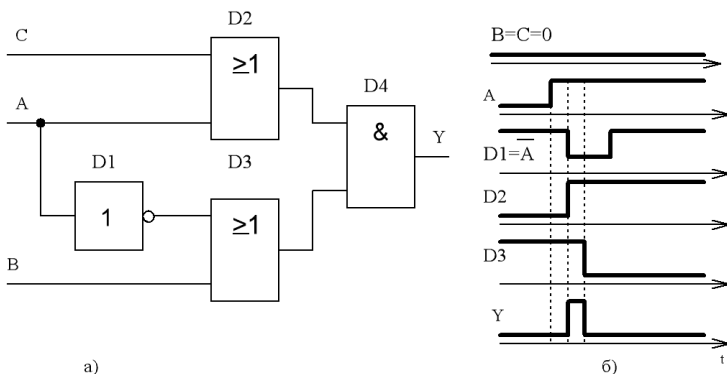 C
D2
≥1
D4
A
&
Y
D1
D3
1
≥1
B
а)
B=C=0
A
D1=A̅
D2
D3
Y
t
б)